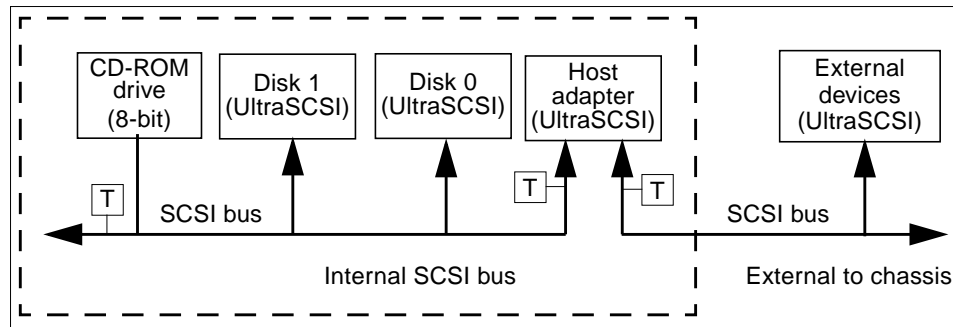 CD-ROM
drive
(8-bit)
Disk 1
(UltraSCSI)
Disk 0
(UltraSCSI)
Host
adapter
(UltraSCSI)
External
devices
(UltraSCSI)
T
T
T
SCSI bus
SCSI bus
Internal SCSI bus
External to chassis